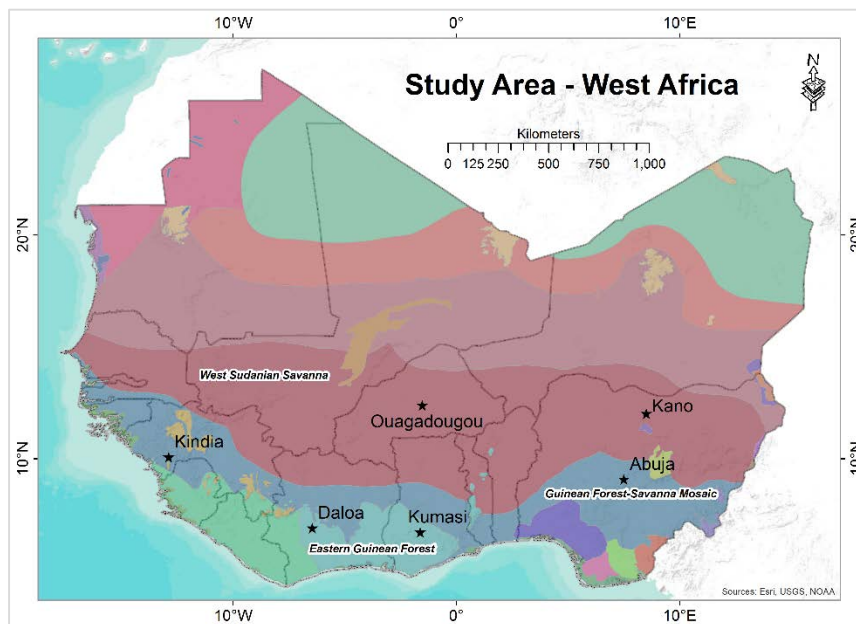 10°W 0° 10°E
N
Study Area - West Africa
Kilometers
0 125 250 500 750 1,000
20°N 20°N
West Sudanian Savanna
Ouagadougou
Kano
Kindia
10°N 10°N
Abuja
Guinean Forest-Savanna Mosaic
Daloa
Kumasi
Eastern Guinean Forest
Sources: Esri, USGS, NOAA
10°W 0° 10°E